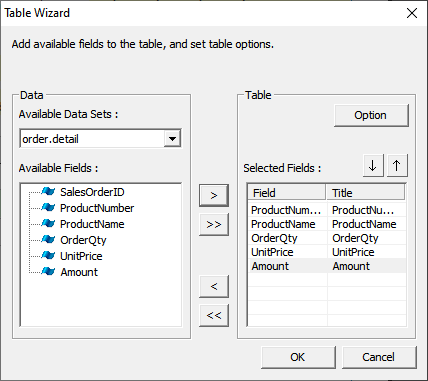 Table Wizard
Add available fields to the table, and set table options.
Data
Available Data Sets :
order.detail
Available Fields :
SalesOrderID
ProductNumber
ProductName
OrderQty
UnitPrice
Amount
>
>>
<
<<
Table
Option
Selected Fields :
↓ ↑
Field Title
ProductNum... ProductNu...
ProductName ProductName
OrderQty OrderQty
UnitPrice UnitPrice
Amount Amount
OK Cancel